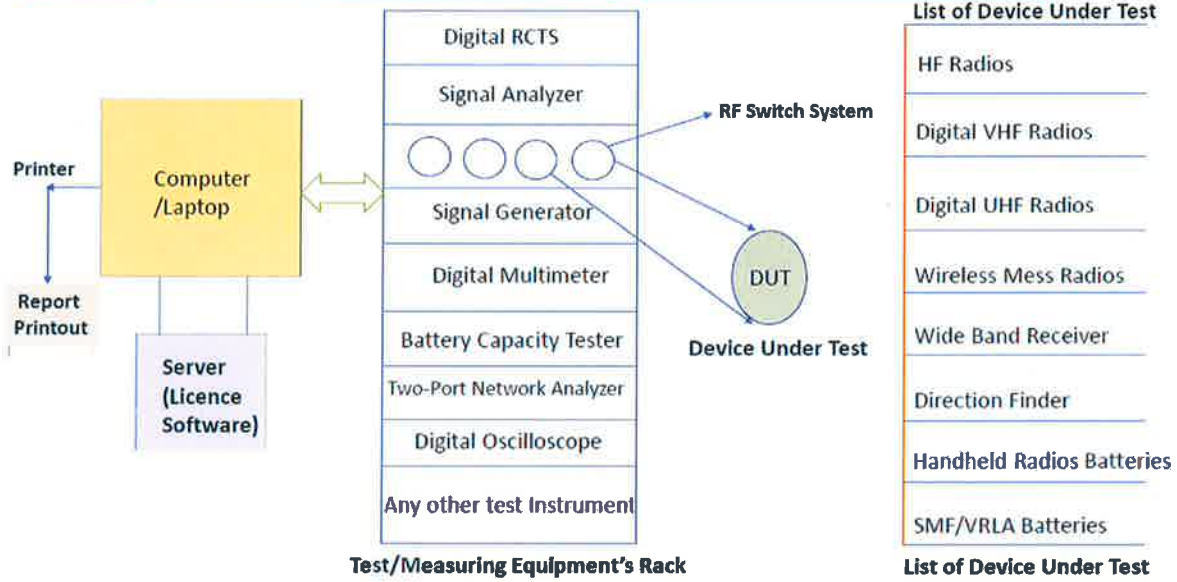 Printer
Report
Printout
Computer
/Laptop
Server
(Licence
Software)
Digital RCTS
Signal Analyzer
Signal Generator
Digital Multimeter
Battery Capacity Tester
Two-Port Network Analyzer
Digital Oscilloscope
Any other test Instrument
Test/Measuring Equipment's Rack
RF Switch System
DUT
Device Under Test
List of Device Under Test
HF Radios
Digital VHF Radios
Digital UHF Radios
Wireless Mess Radios
Wide Band Receiver
Direction Finder
Handheld Radios Batteries
SMF/VRLA Batteries
List of Device Under Test